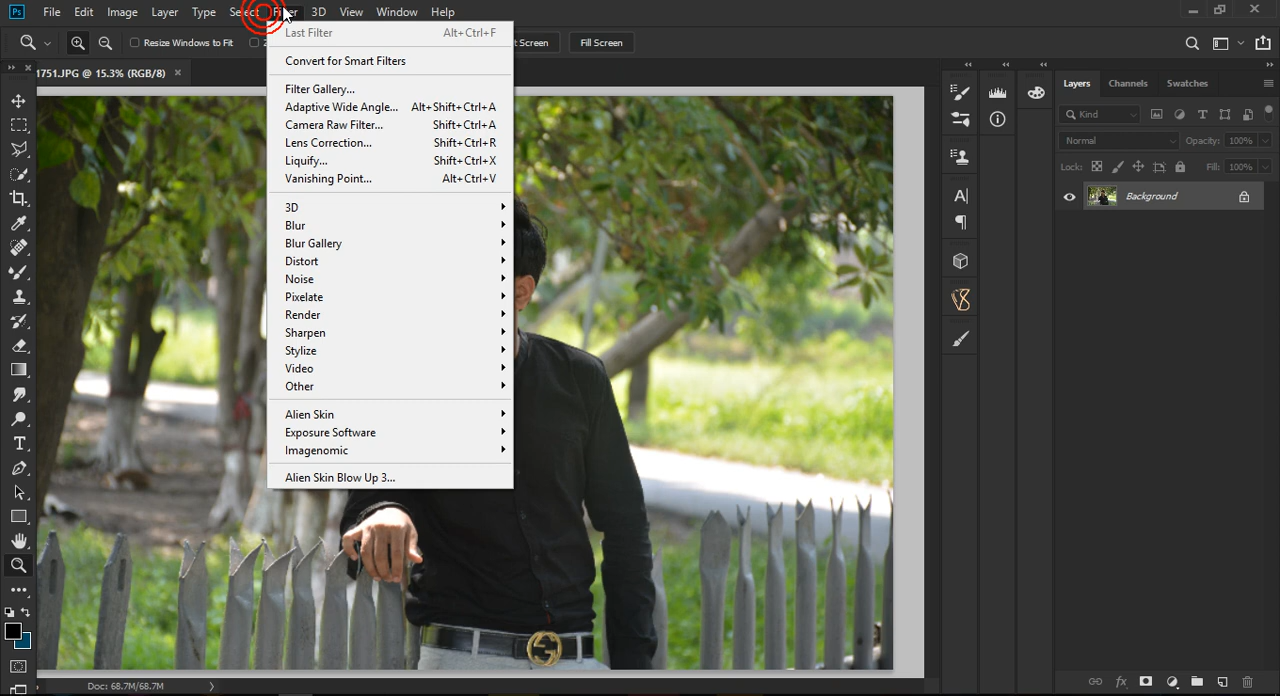 Ps File Edit Image Layer Type Select Filter 3D View Window Help
Resize Windows to Fit
t Screen
Fill Screen
1751.JPG @ 15.3% (RGB/8) ×
Last Filter Alt+Ctrl+F
Convert for Smart Filters
Filter Gallery...
Adaptive Wide Angle... Alt+Shift+Ctrl+A
Camera Raw Filter... Shift+Ctrl+A
Lens Correction... Shift+Ctrl+R
Liquify... Shift+Ctrl+X
Vanishing Point... Alt+Ctrl+V
3D
Blur
Blur Gallery
Distort
Noise
Pixelate
Render
Sharpen
Stylize
Video
Other
Alien Skin
Exposure Software
Imagenomic
Alien Skin Blow Up 3...
Layers Channels Swatches
Kind
Normal Opacity: 100%
Lock: Fill: 100%
Background
Doc: 68.7M/68.7M